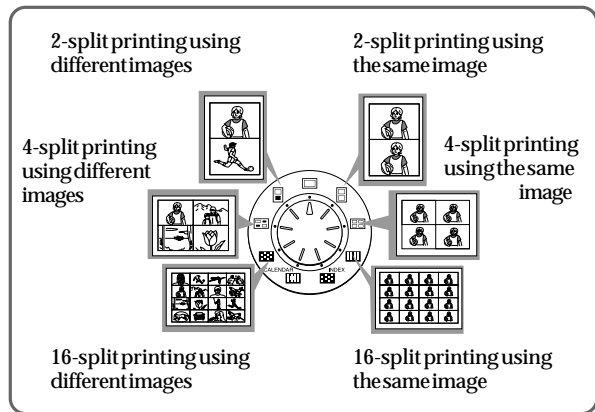 2-split printing using
different images
2-split printing using
the same image
4-split printing
using different
images
4-split printing
using the same
image
CALENDAR
INDEX
16-split printing using
different images
16-split printing using
the same image